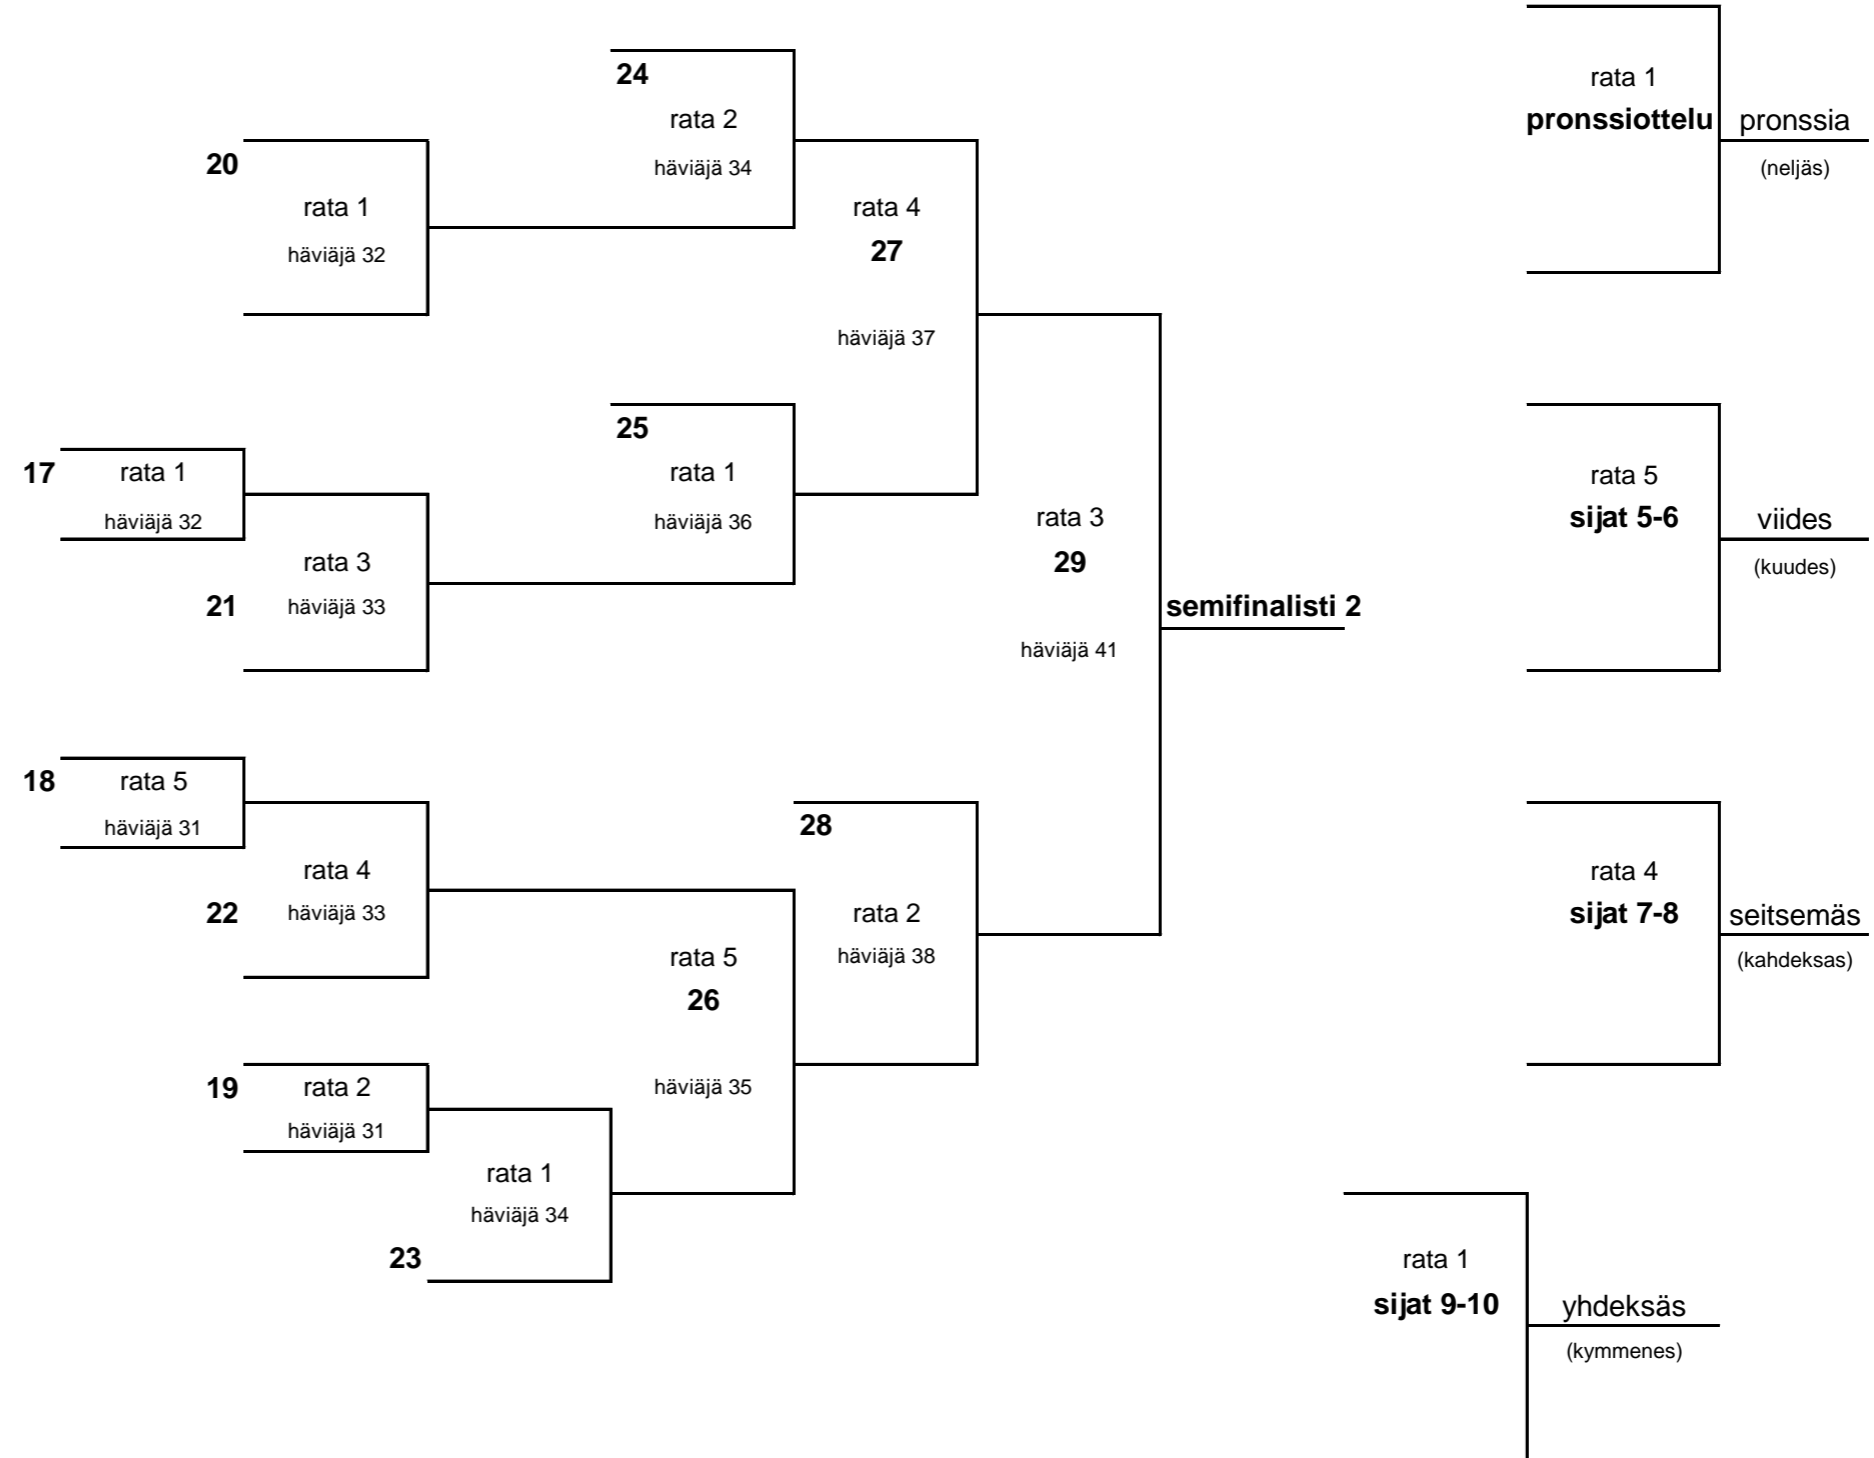 24
rata 2
häviäjä 34
20
rata 1
häviäjä 32
rata 4
27
häviäjä 37
25
rata 1
häviäjä 36
17
rata 1
häviäjä 32
rata 3
21
häviäjä 33
rata 3
29
häviäjä 41
semifinalisti 2
18
rata 5
häviäjä 31
rata 4
22
häviäjä 33
28
rata 2
häviäjä 38
rata 5
26
häviäjä 35
19
rata 2
häviäjä 31
rata 1
häviäjä 34
23
rata 1
pronssiottelu
pronssia
(neljäs)
rata 5
sijat 5-6
viides
(kuudes)
rata 4
sijat 7-8
seitsemäs
(kahdeksas)
rata 1
sijat 9-10
yhdeksäs
(kymmenes)